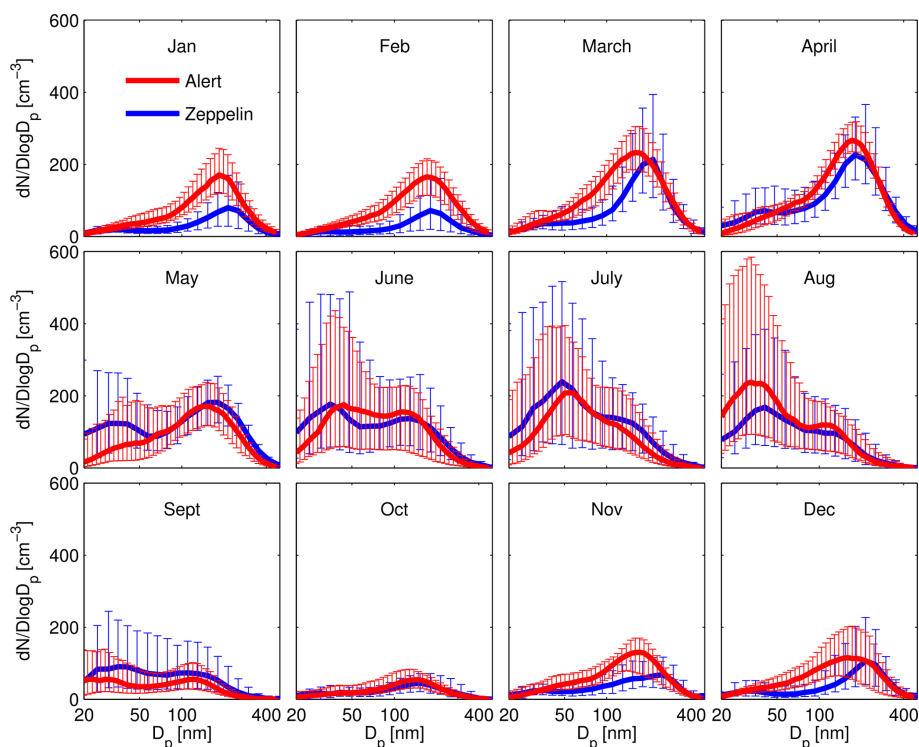 600
400
200
0
dN/DlogD_p [cm⁻³]
Jan
Alert
Zeppelin
Feb
March
April
600
400
200
0
dN/DlogD_p [cm⁻³]
May
June
July
Aug
600
400
200
0
dN/DlogD_p [cm⁻³]
Sept
Oct
Nov
Dec
20 50 100 400
D_p [nm]
20 50 100 400
D_p [nm]
20 50 100 400
D_p [nm]
20 50 100 400
D_p [nm]